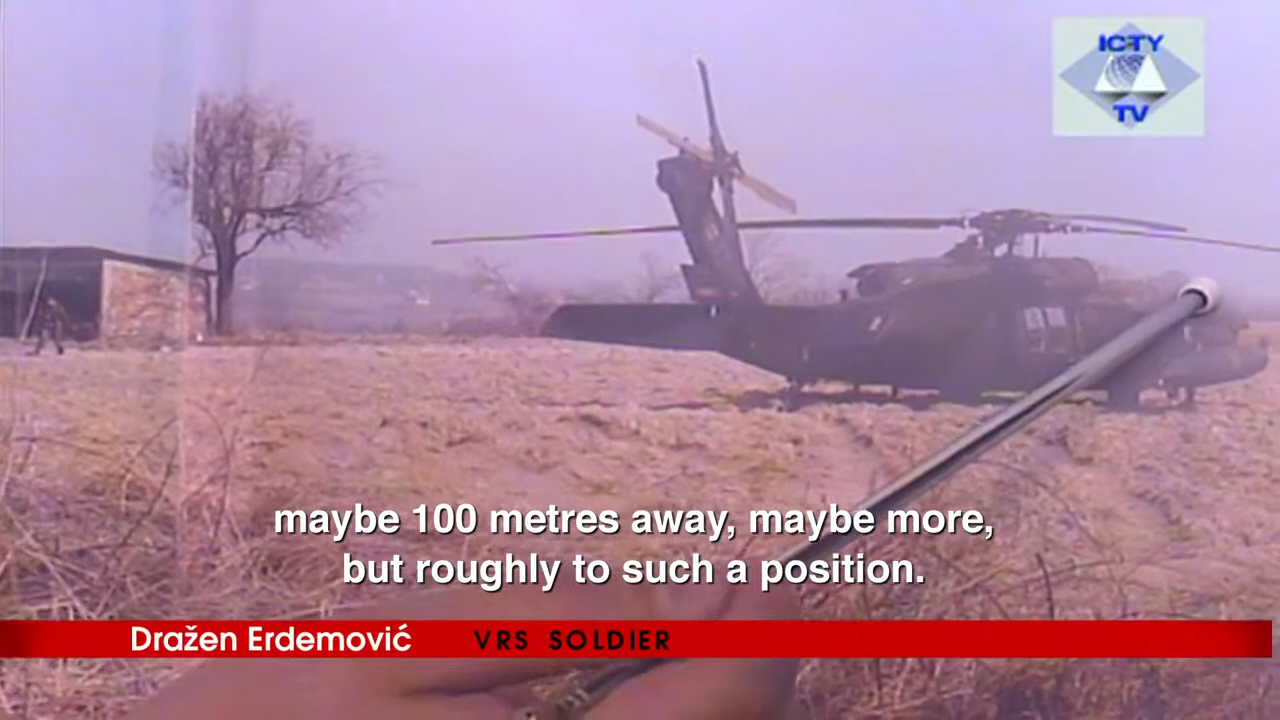 ICTY
TV
maybe 100 metres away, maybe more,
but roughly to such a position.
Dražen Erdemović VRS SOLDIER